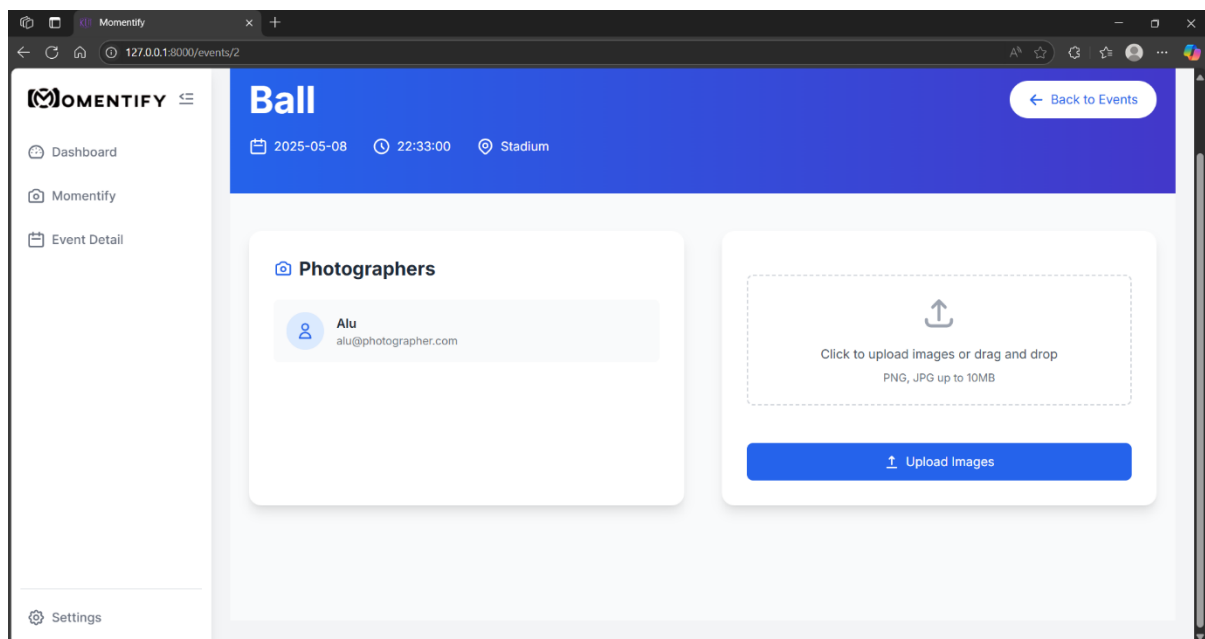 Momentify
127.0.0.1:8000/events/2
MOMENTIFY
Dashboard
Momentify
Event Detail
Settings
Ball
Back to Events
2025-05-08 22:33:00 Stadium
Photographers
Alu
alu@photographer.com
Click to upload images or drag and drop
PNG, JPG up to 10MB
Upload Images